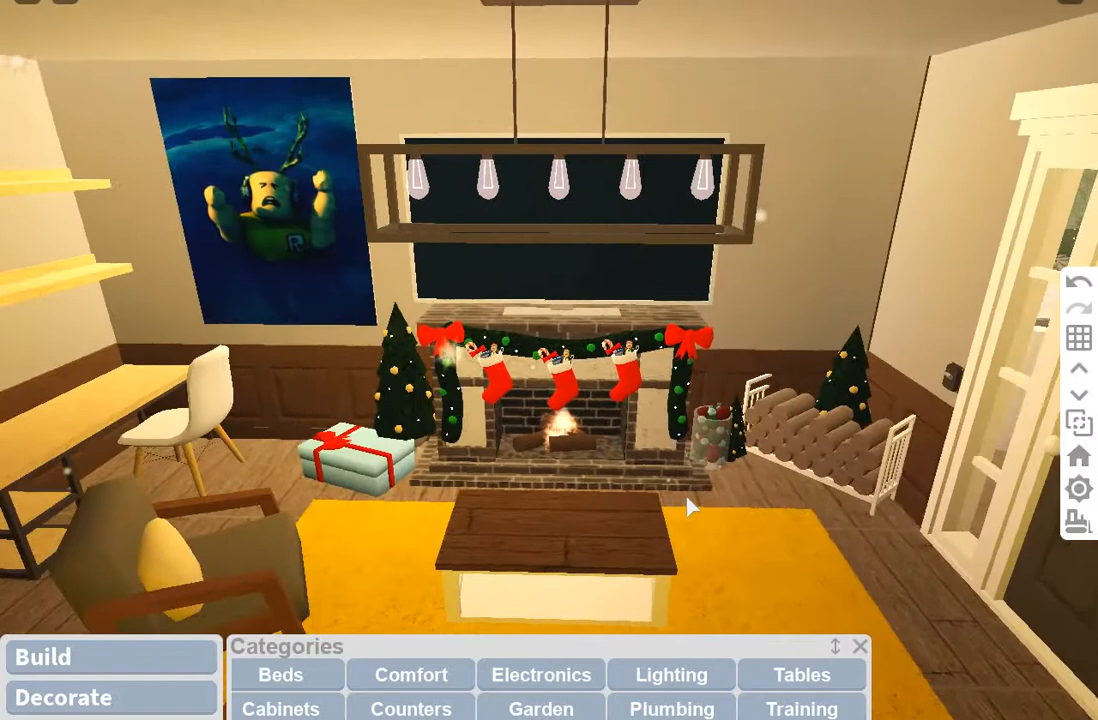 R
Build
Decorate
Categories
Beds Comfort Electronics Lighting Tables
Cabinets Counters Garden Plumbing Training